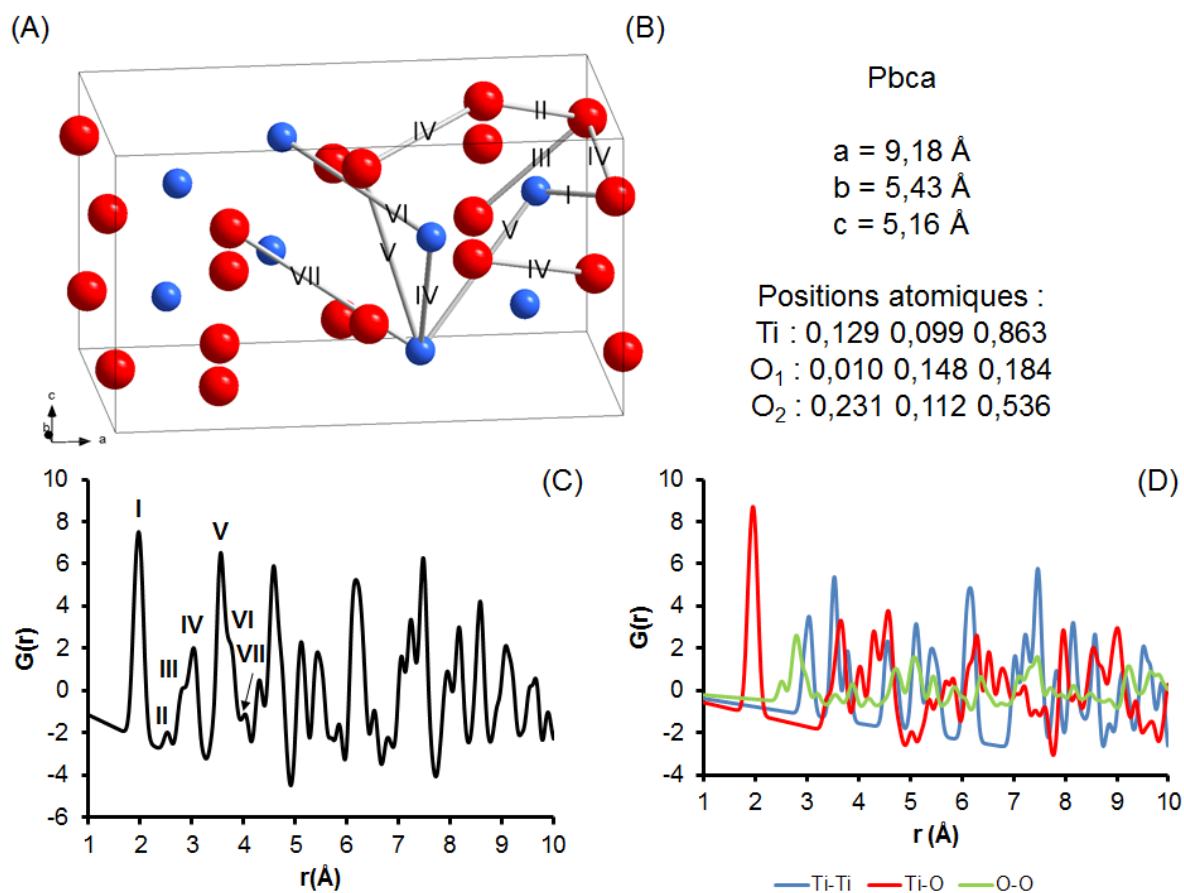 (A)
(B)
II
IV
III
IV
I
VI
V
V
VII
IV
IV
c
b
a
Pbca
a = 9,18 Å
b = 5,43 Å
c = 5,16 Å
Positions atomiques :
Ti : 0,129 0,099 0,863
O₁ : 0,010 0,148 0,184
O₂ : 0,231 0,112 0,536
(C)
10
8
6
4
2
0
-2
-4
-6
G(r)
I
V
IV
VI
III
VII
II
1 2 3 4 5 6 7 8 9 10
r(Å)
(D)
10
8
6
4
2
0
-2
-4
G(r)
1 2 3 4 5 6 7 8 9 10
r (Å)
Ti-Ti Ti-O O-O